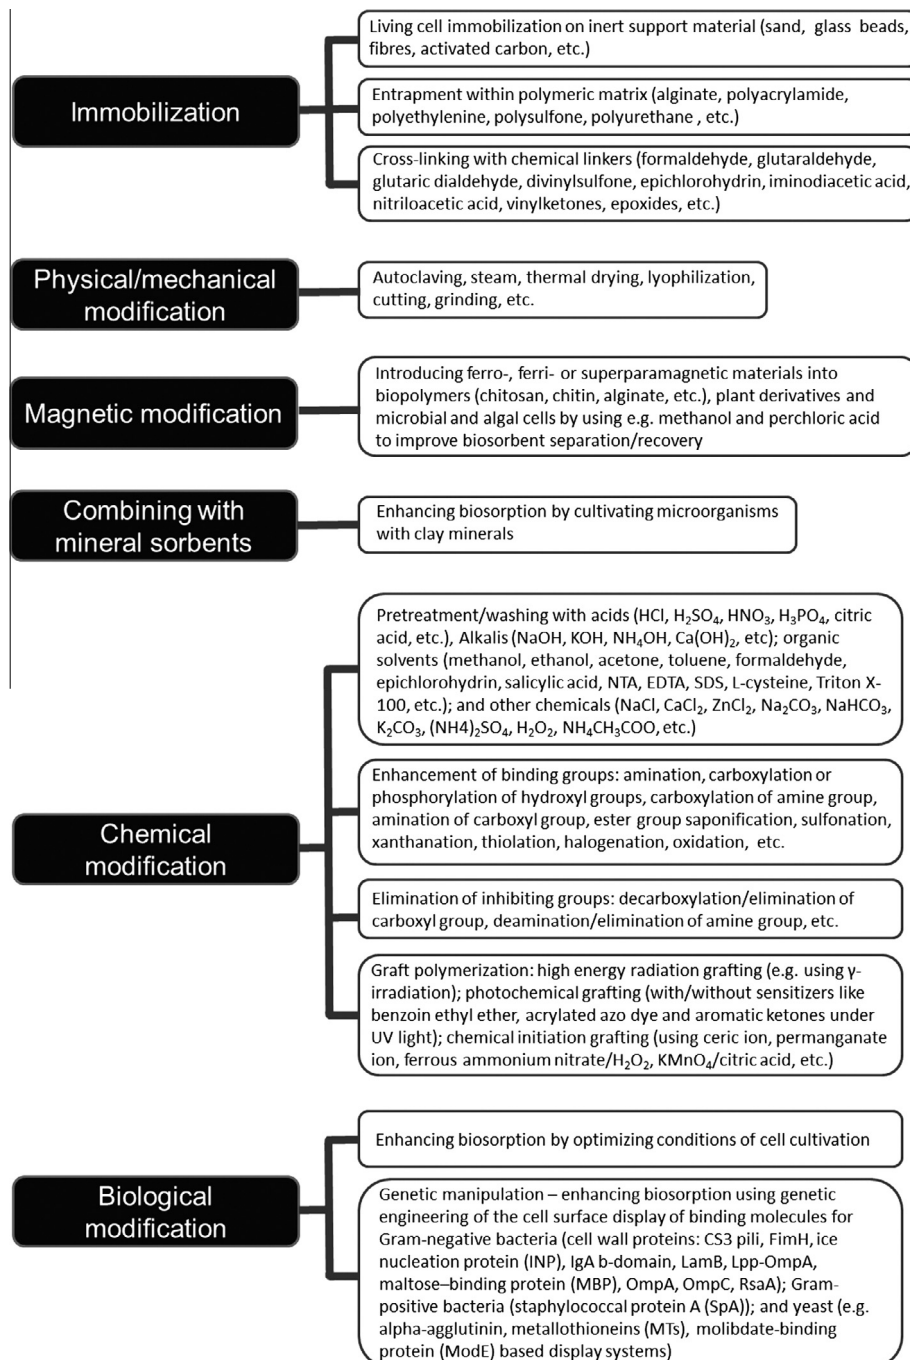 Immobilization
Living cell immobilization on inert support material (sand, glass beads,
fibres, activated carbon, etc.)
Entrapment within polymeric matrix (alginate, polyacrylamide,
polyethylenine, polysulfone, polyurethane , etc.)
Cross-linking with chemical linkers (formaldehyde, glutaraldehyde,
glutaric dialdehyde, divinylsulfone, epichlorohydrin, iminodiacetic acid,
nitriloacetic acid, vinylketones, epoxides, etc.)
Physical/mechanical
modification
Autoclaving, steam, thermal drying, lyophilization,
cutting, grinding, etc.
Magnetic modification
Introducing ferro-, ferri- or superparamagnetic materials into
biopolymers (chitosan, chitin, alginate, etc.), plant derivatives and
microbial and algal cells by using e.g. methanol and perchloric acid
to improve biosorbent separation/recovery
Combining with
mineral sorbents
Enhancing biosorption by cultivating microorganisms
with clay minerals
Chemical
modification
Pretreatment/washing with acids (HCl, H₂SO₄, HNO₃, H₃PO₄, citric
acid, etc.), Alkalis (NaOH, KOH, NH₄OH, Ca(OH)₂, etc); organic
solvents (methanol, ethanol, acetone, toluene, formaldehyde,
epichlorohydrin, salicylic acid, NTA, EDTA, SDS, L-cysteine, Triton X-
100, etc.); and other chemicals (NaCl, CaCl₂, ZnCl₂, Na₂CO₃, NaHCO₃,
K₂CO₃, (NH4)₂SO₄, H₂O₂, NH₄CH₃COO, etc.)
Enhancement of binding groups: amination, carboxylation or
phosphorylation of hydroxyl groups, carboxylation of amine group,
amination of carboxyl group, ester group saponification, sulfonation,
xanthanation, thiolation, halogenation, oxidation, etc.
Elimination of inhibiting groups: decarboxylation/elimination of
carboxyl group, deamination/elimination of amine group, etc.
Graft polymerization: high energy radiation grafting (e.g. using γ-
irradiation); photochemical grafting (with/without sensitizers like
benzoin ethyl ether, acrylated azo dye and aromatic ketones under
UV light); chemical initiation grafting (using ceric ion, permanganate
ion, ferrous ammonium nitrate/H₂O₂, KMnO₄/citric acid, etc.)
Biological
modification
Enhancing biosorption by optimizing conditions of cell cultivation
Genetic manipulation – enhancing biosorption using genetic
engineering of the cell surface display of binding molecules for
Gram-negative bacteria (cell wall proteins: CS3 pili, FimH, ice
nucleation protein (INP), IgA b-domain, LamB, Lpp-OmpA,
maltose–binding protein (MBP), OmpA, OmpC, RsaA); Gram-
positive bacteria (staphylococcal protein A (SpA)); and yeast (e.g.
alpha-agglutinin, metallothioneins (MTs), molibdate-binding
protein (ModE) based display systems)